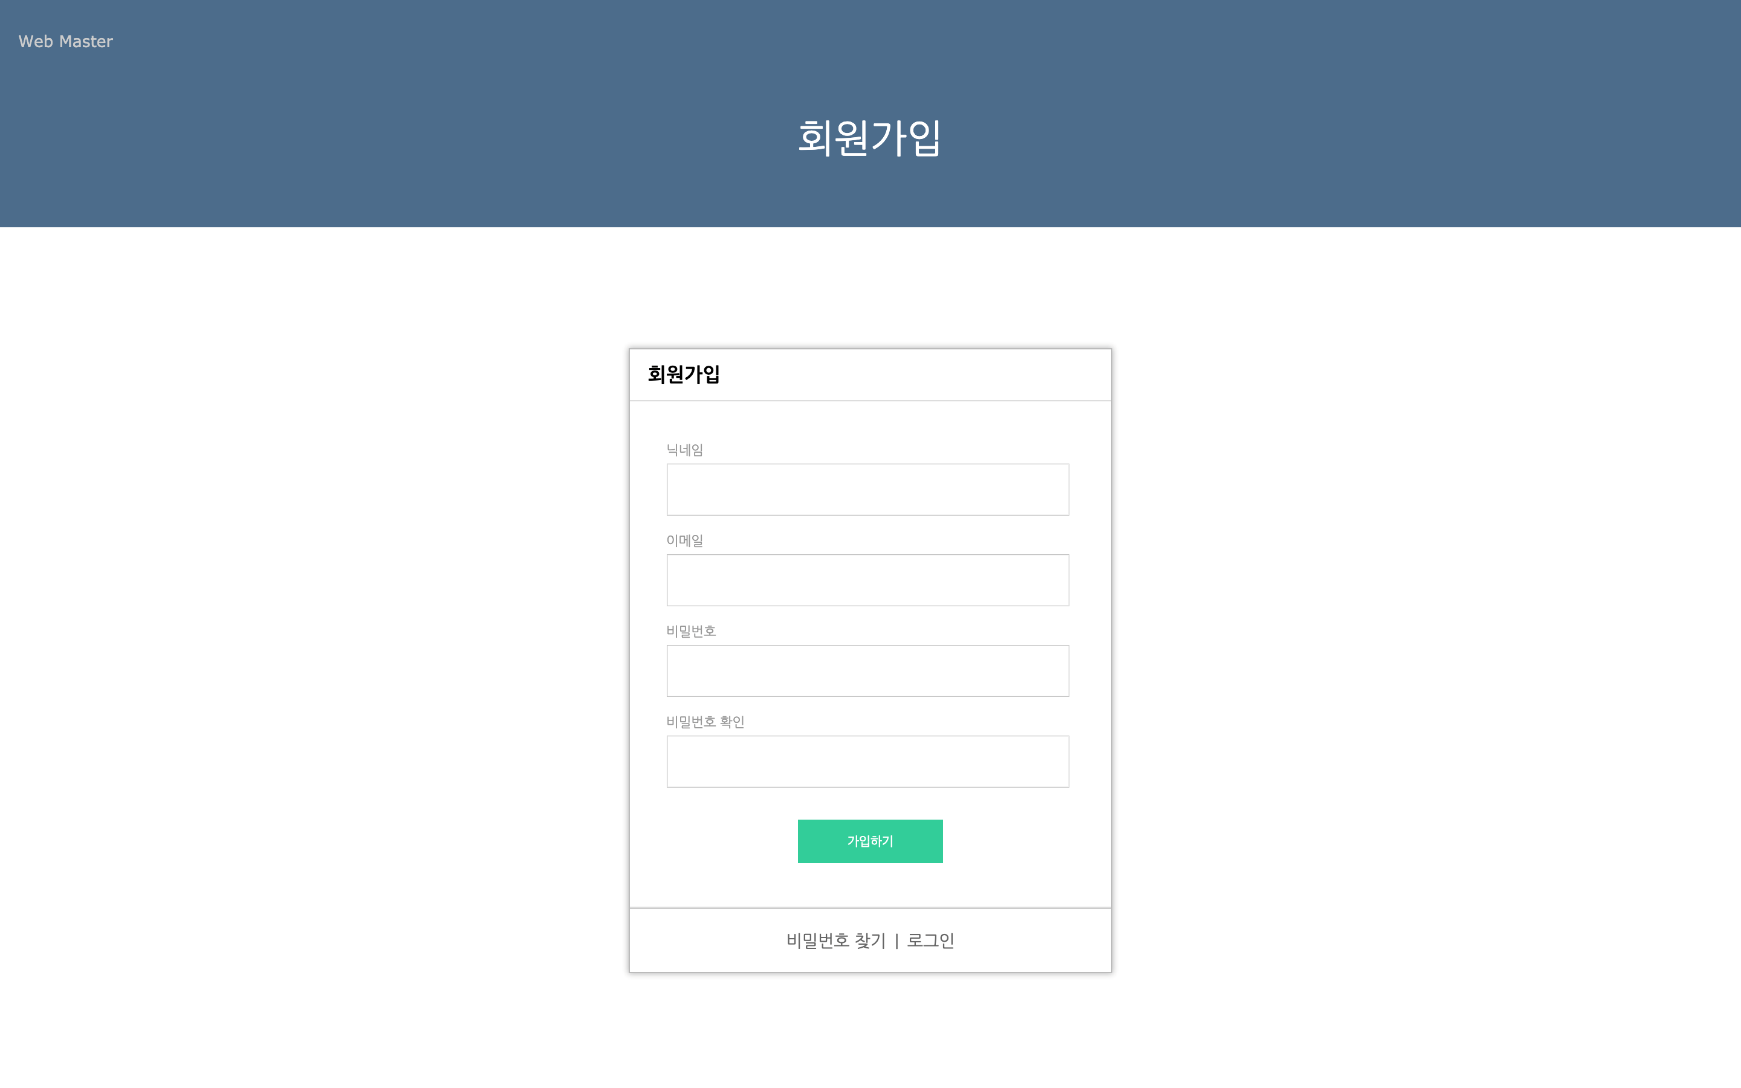 Web Master
회원가입
회원가입
닉네임
이메일
비밀번호
비밀번호 확인
가입하기
비밀번호 찾기 | 로그인